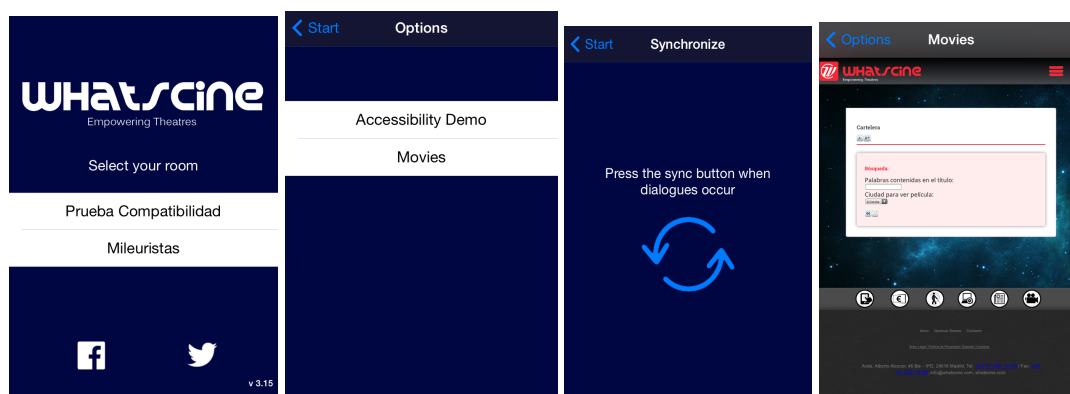 WHatscine
Empowering Theatres
Select your room
Prueba Compatibilidad
Mileuristas
v 3.15
Start
Options
Accessibility Demo
Movies
Start
Synchronize
Press the sync button when
dialogues occur
Options
Movies
WHatscine
Empowering Theatres
Cartelera
Búsqueda
Palabras contenidas en el título:
Ciudad para ver película: